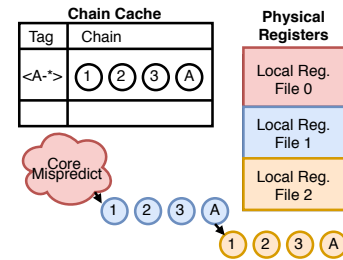 Chain Cache
Tag Chain
<A-*> 1 2 3 A
Physical
Registers
Local Reg.
File 0
Local Reg.
File 1
Local Reg.
File 2
Core
Mispredict
1 2 3 A
1 2 3 A